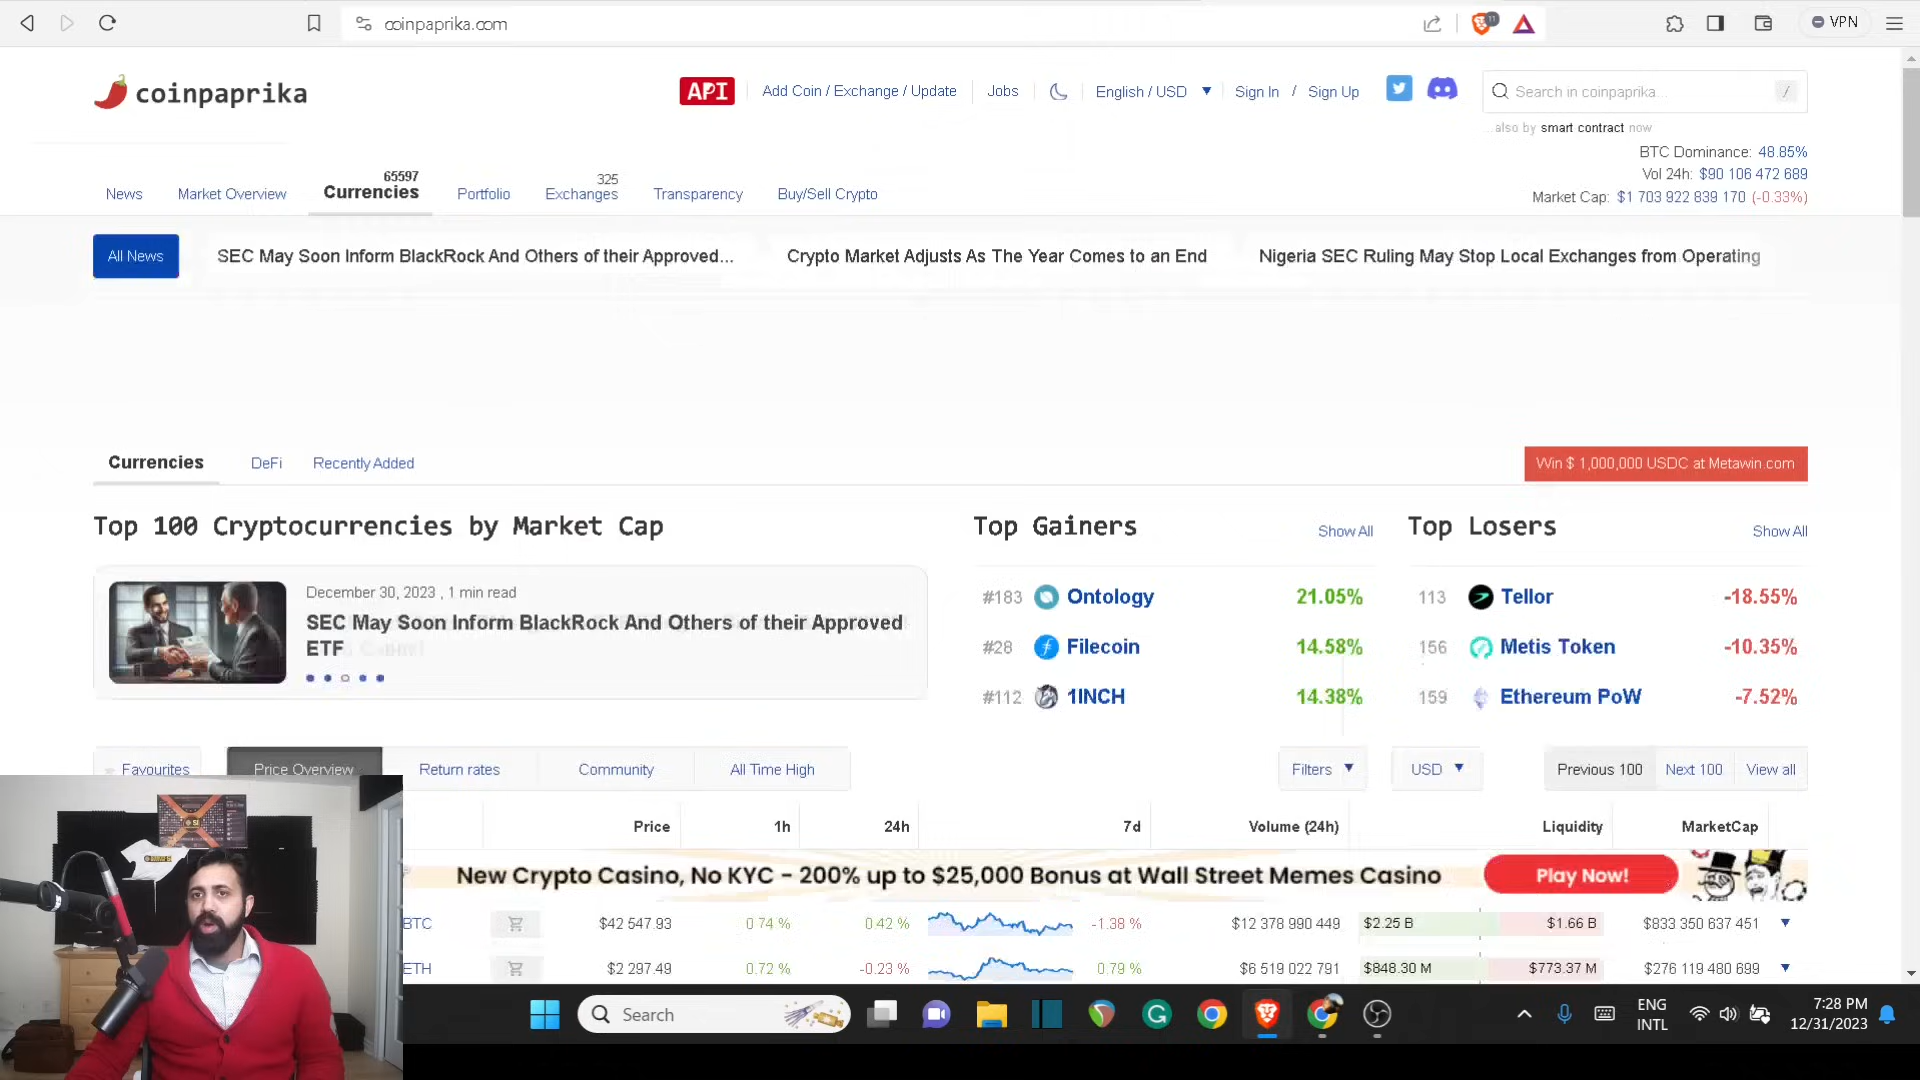 coinpaprika.com
11
VPN
coinpaprika
API
Add Coin / Exchange / Update
Jobs
English / USD ▼
Sign In / Sign Up
Search in coinpaprika... /
also by smart contract now
BTC Dominance: 48.85%
Vol 24h: $90 106 472 689
Market Cap: $1 703 922 839 170 (-0.33%)
65597
325
News
Market Overview
Currencies
Portfolio
Exchanges
Transparency
Buy/Sell Crypto
All News
SEC May Soon Inform BlackRock And Others of their Approved...
Crypto Market Adjusts As The Year Comes to an End
Nigeria SEC Ruling May Stop Local Exchanges from Operating
Currencies
DeFi
Recently Added
Win $ 1,000,000 USDC at Metawin.com
Top 100 Cryptocurrencies by Market Cap
December 30, 2023 , 1 min read
SEC May Soon Inform BlackRock And Others of their Approved
ETF
Top Gainers
Show All
#183 Ontology 21.05%
#28 Filecoin 14.58%
#112 1INCH 14.38%
Top Losers
Show All
113 Tellor -18.55%
156 Metis Token -10.35%
159 Ethereum PoW -7.52%
Favourites
Price Overview
Return rates
Community
All Time High
Filters ▼
USD ▼
Previous 100
Next 100
View all
Price 1h 24h 7d Volume (24h) Liquidity MarketCap
New Crypto Casino, No KYC - 200% up to $25,000 Bonus at Wall Street Memes Casino
Play Now!
BTC $42 547.93 0.74 % 0.42 % -1.38 % $12 378 990 449 $2.25 B $1.66 B $833 350 637 451 ▼
ETH $2 297.49 0.72 % -0.23 % 0.79 % $6 519 022 791 $848.30 M $773.37 M $276 119 480 699 ▼
Search
ENG
INTL
7:28 PM
12/31/2023